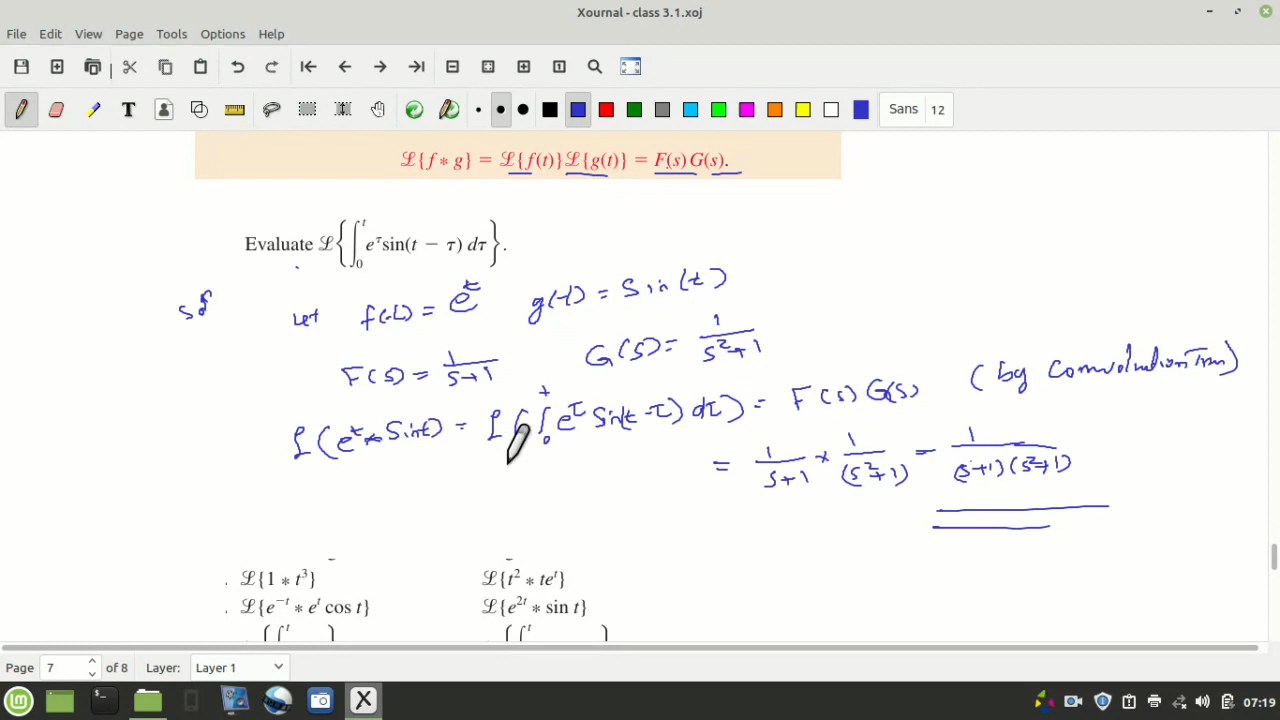 Xournal - class 3.1.xoj
File Edit View Page Tools Options Help
Sans 12
ℒ{f ∗ g} = ℒ{f(t)}ℒ{g(t)} = F(s)G(s).
Evaluate ℒ{∫₀ᵗ e^τ sin(t − τ) dτ}.
Let f(t) = e^t g(t) = Sin(t)
F(s) = 1/(s+1) G(s) = 1/(s²+1)
ℒ(e^t * Sint) = ℒ(∫₀ᵗ e^τ Sin(t-τ) dτ) = F(s) G(s) (by Convolution
= 1/(s+1) × 1/(s²+1) = 1/((s+1)(s²+1))
ℒ{1 ∗ t³} ℒ{t² ∗ te^t}
ℒ{e^−t ∗ e^t cos t} ℒ{e^2t ∗ sin t}
Page 7 of 8 Layer: Layer 1
07:19